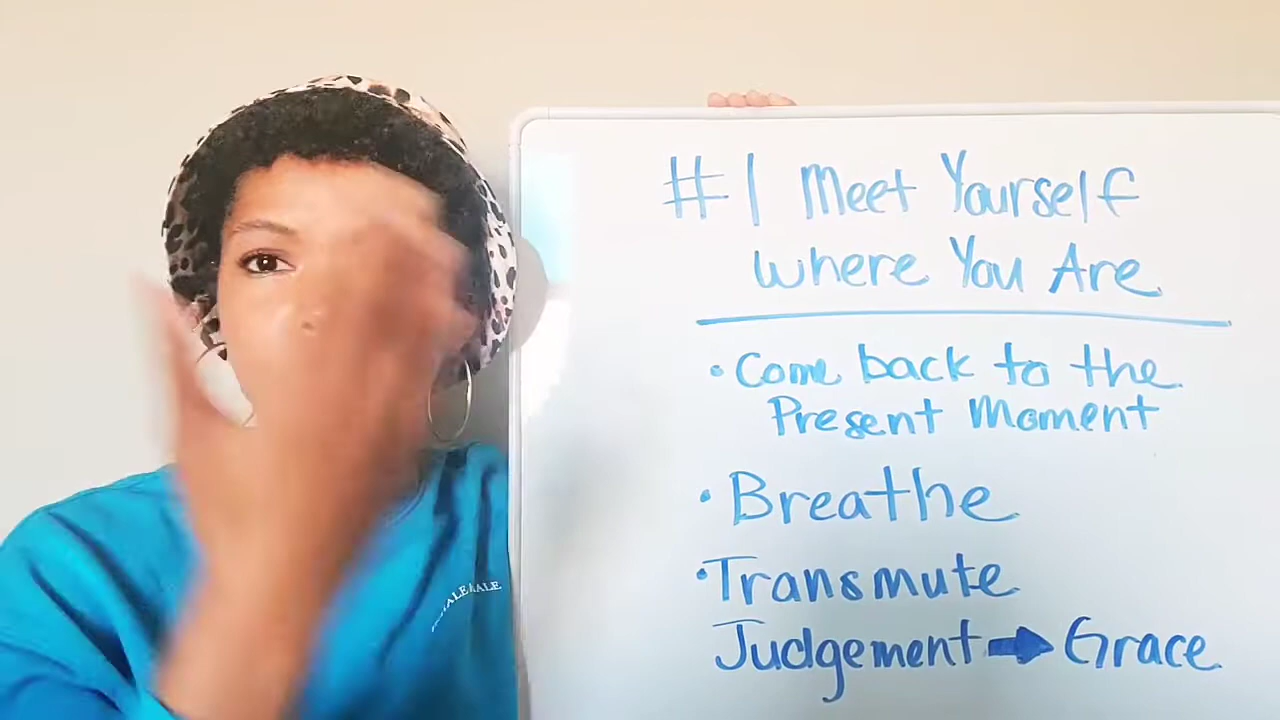 #1 Meet Yourself
Where You Are
• Come back to the
Present Moment
• Breathe
• Transmute
Judgement → Grace